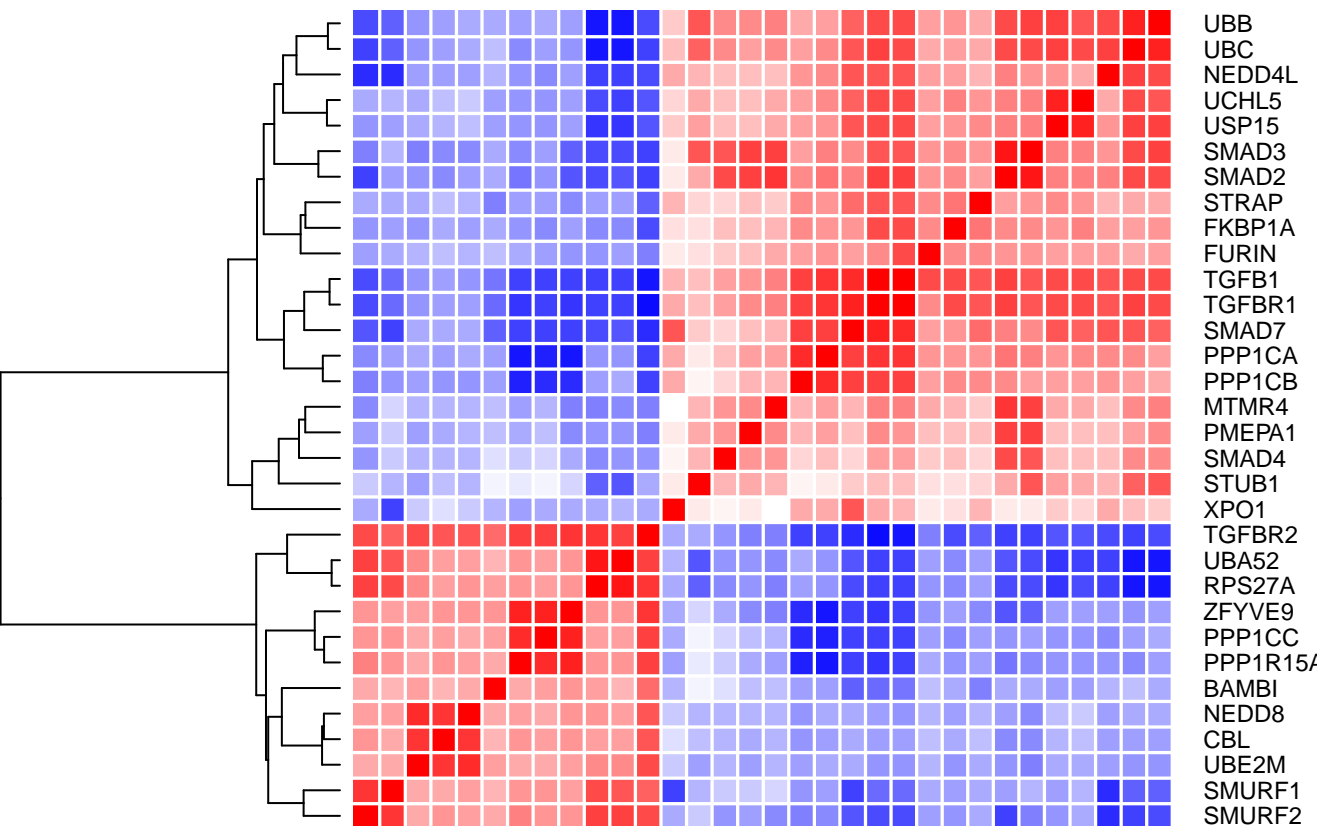 UBB
UBC
NEDD4L
UCHL5
USP15
SMAD3
SMAD2
STRAP
FKBP1A
FURIN
TGFB1
TGFBR1
SMAD7
PPP1CA
PPP1CB
MTMR4
PMEPA1
SMAD4
STUB1
XPO1
TGFBR2
UBA52
RPS27A
ZFYVE9
PPP1CC
PPP1R15A
BAMBI
NEDD8
CBL
UBE2M
SMURF1
SMURF2